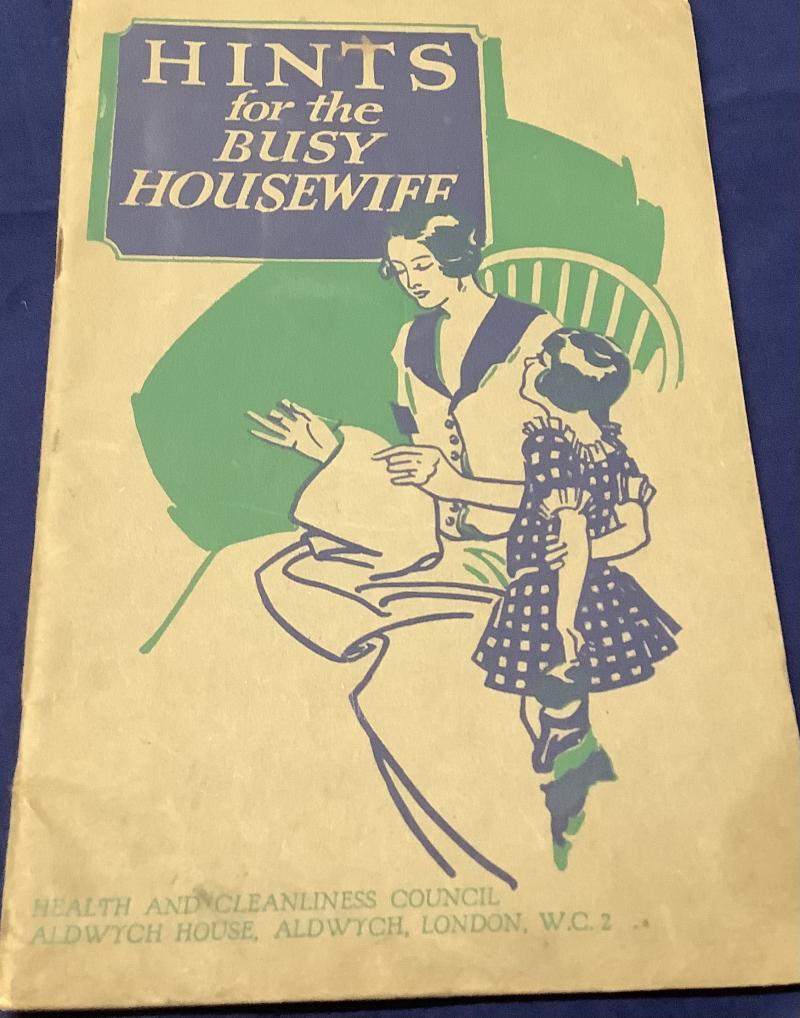 HINTS
for the
BUSY
HOUSEWIFE
HEALTH AND CLEANLINESS COUNCIL
ALDWYCH HOUSE, ALDWYCH, LONDON, W.C. 2